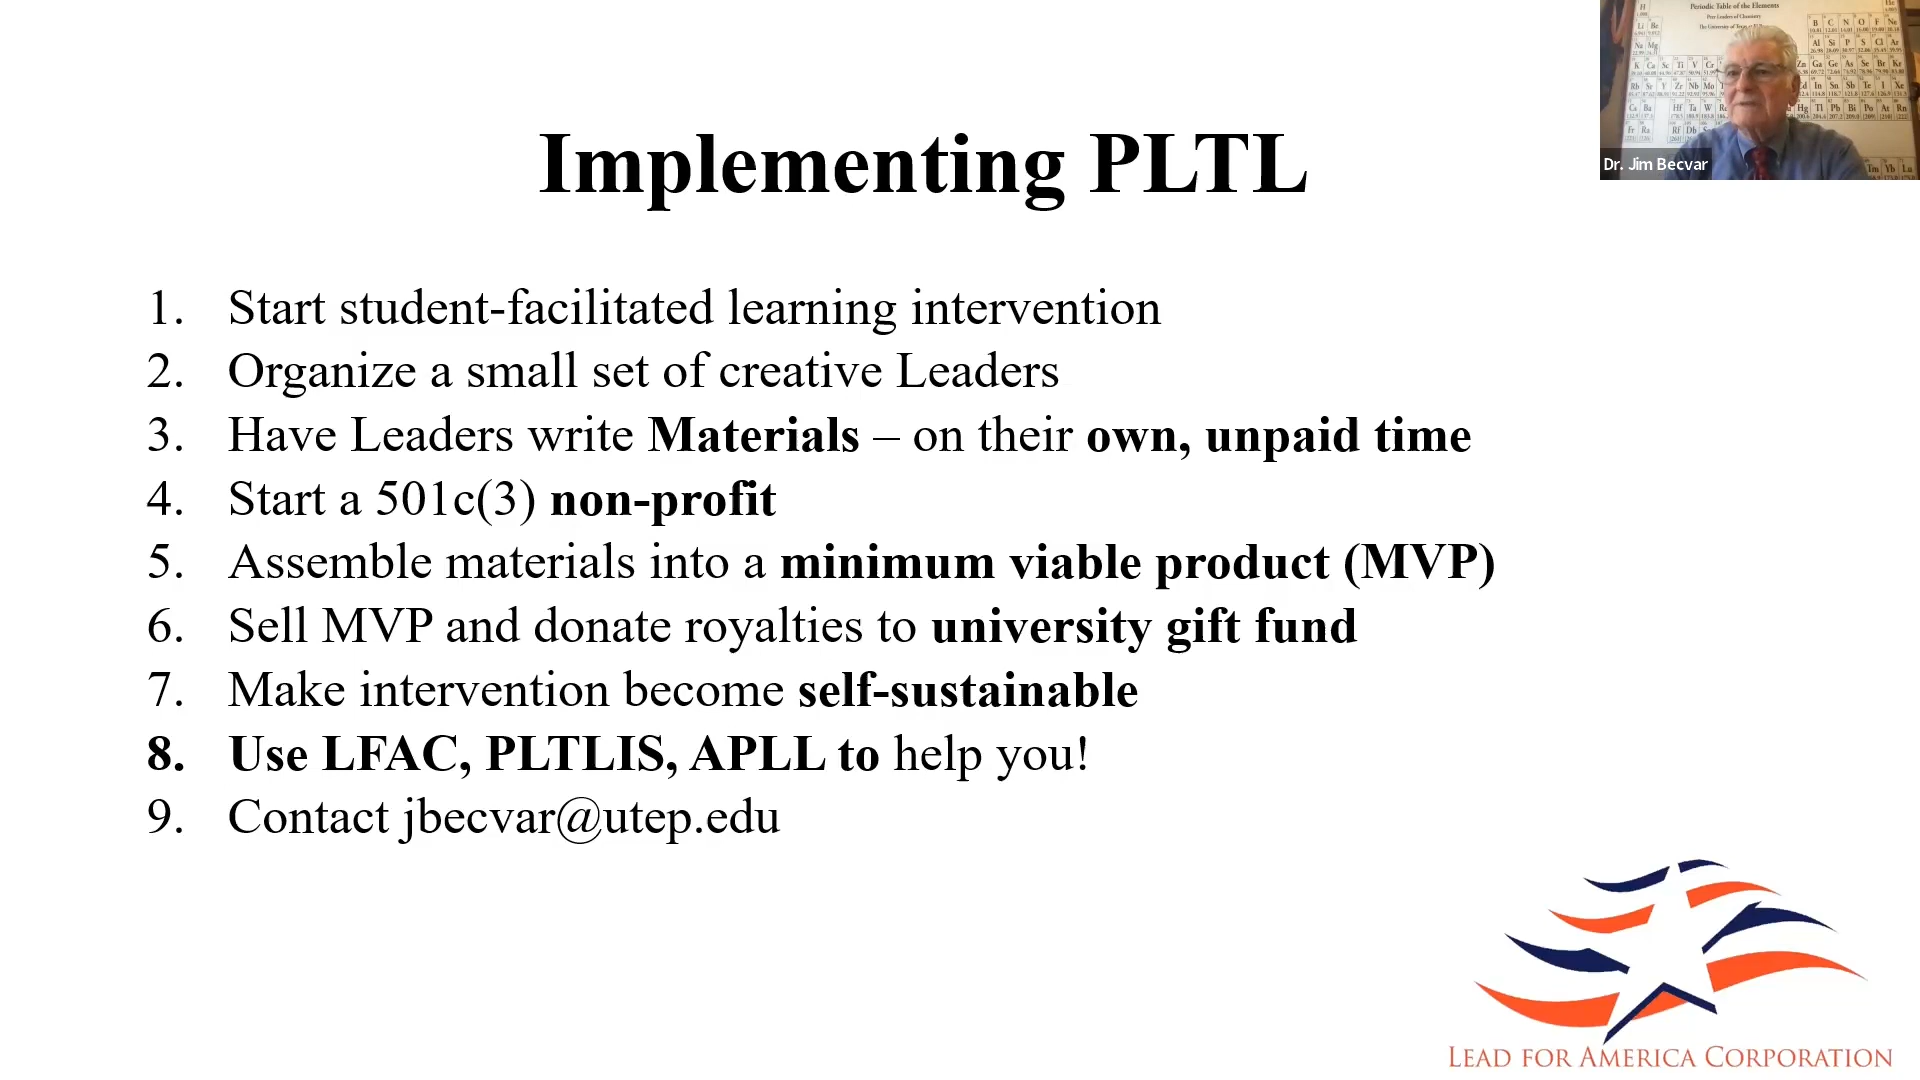 Implementing PLTL
1. Start student-facilitated learning intervention
2. Organize a small set of creative Leaders
3. Have Leaders write Materials – on their own, unpaid time
4. Start a 501c(3) non-profit
5. Assemble materials into a minimum viable product (MVP)
6. Sell MVP and donate royalties to university gift fund
7. Make intervention become self-sustainable
8. Use LFAC, PLTLIS, APLL to help you!
9. Contact jbecvar@utep.edu
LEAD FOR AMERICA CORPORATION
Periodic Table of the Elements
Peer Leaders of Chemistry
Dr. Jim Becvar